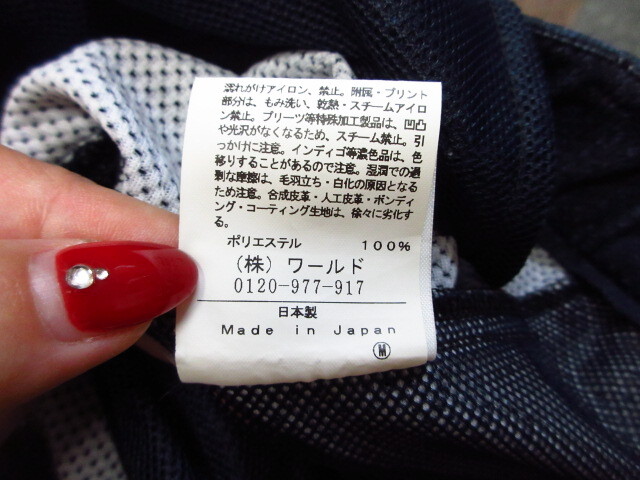 濡れがけアイロン、禁止。附属・プリント
部分は、もみ洗い、乾熱・スチームアイロ
ン禁止。プリーツ等特殊加工製品は、凹凸
や光沢がなくなるため、スチーム禁止。引
っかけに注意。インディゴ等濃色品は、色
移りすることがあるので注意。湿潤での過
剰な摩擦は、毛羽立ち・白化の原因となる
ため注意。合成皮革・人工皮革・ボンディ
ング・コーティング生地は、徐々に劣化す
る。
ポリエステル 100%
(株) ワールド
0120-977-917
日本製
Made in Japan
M